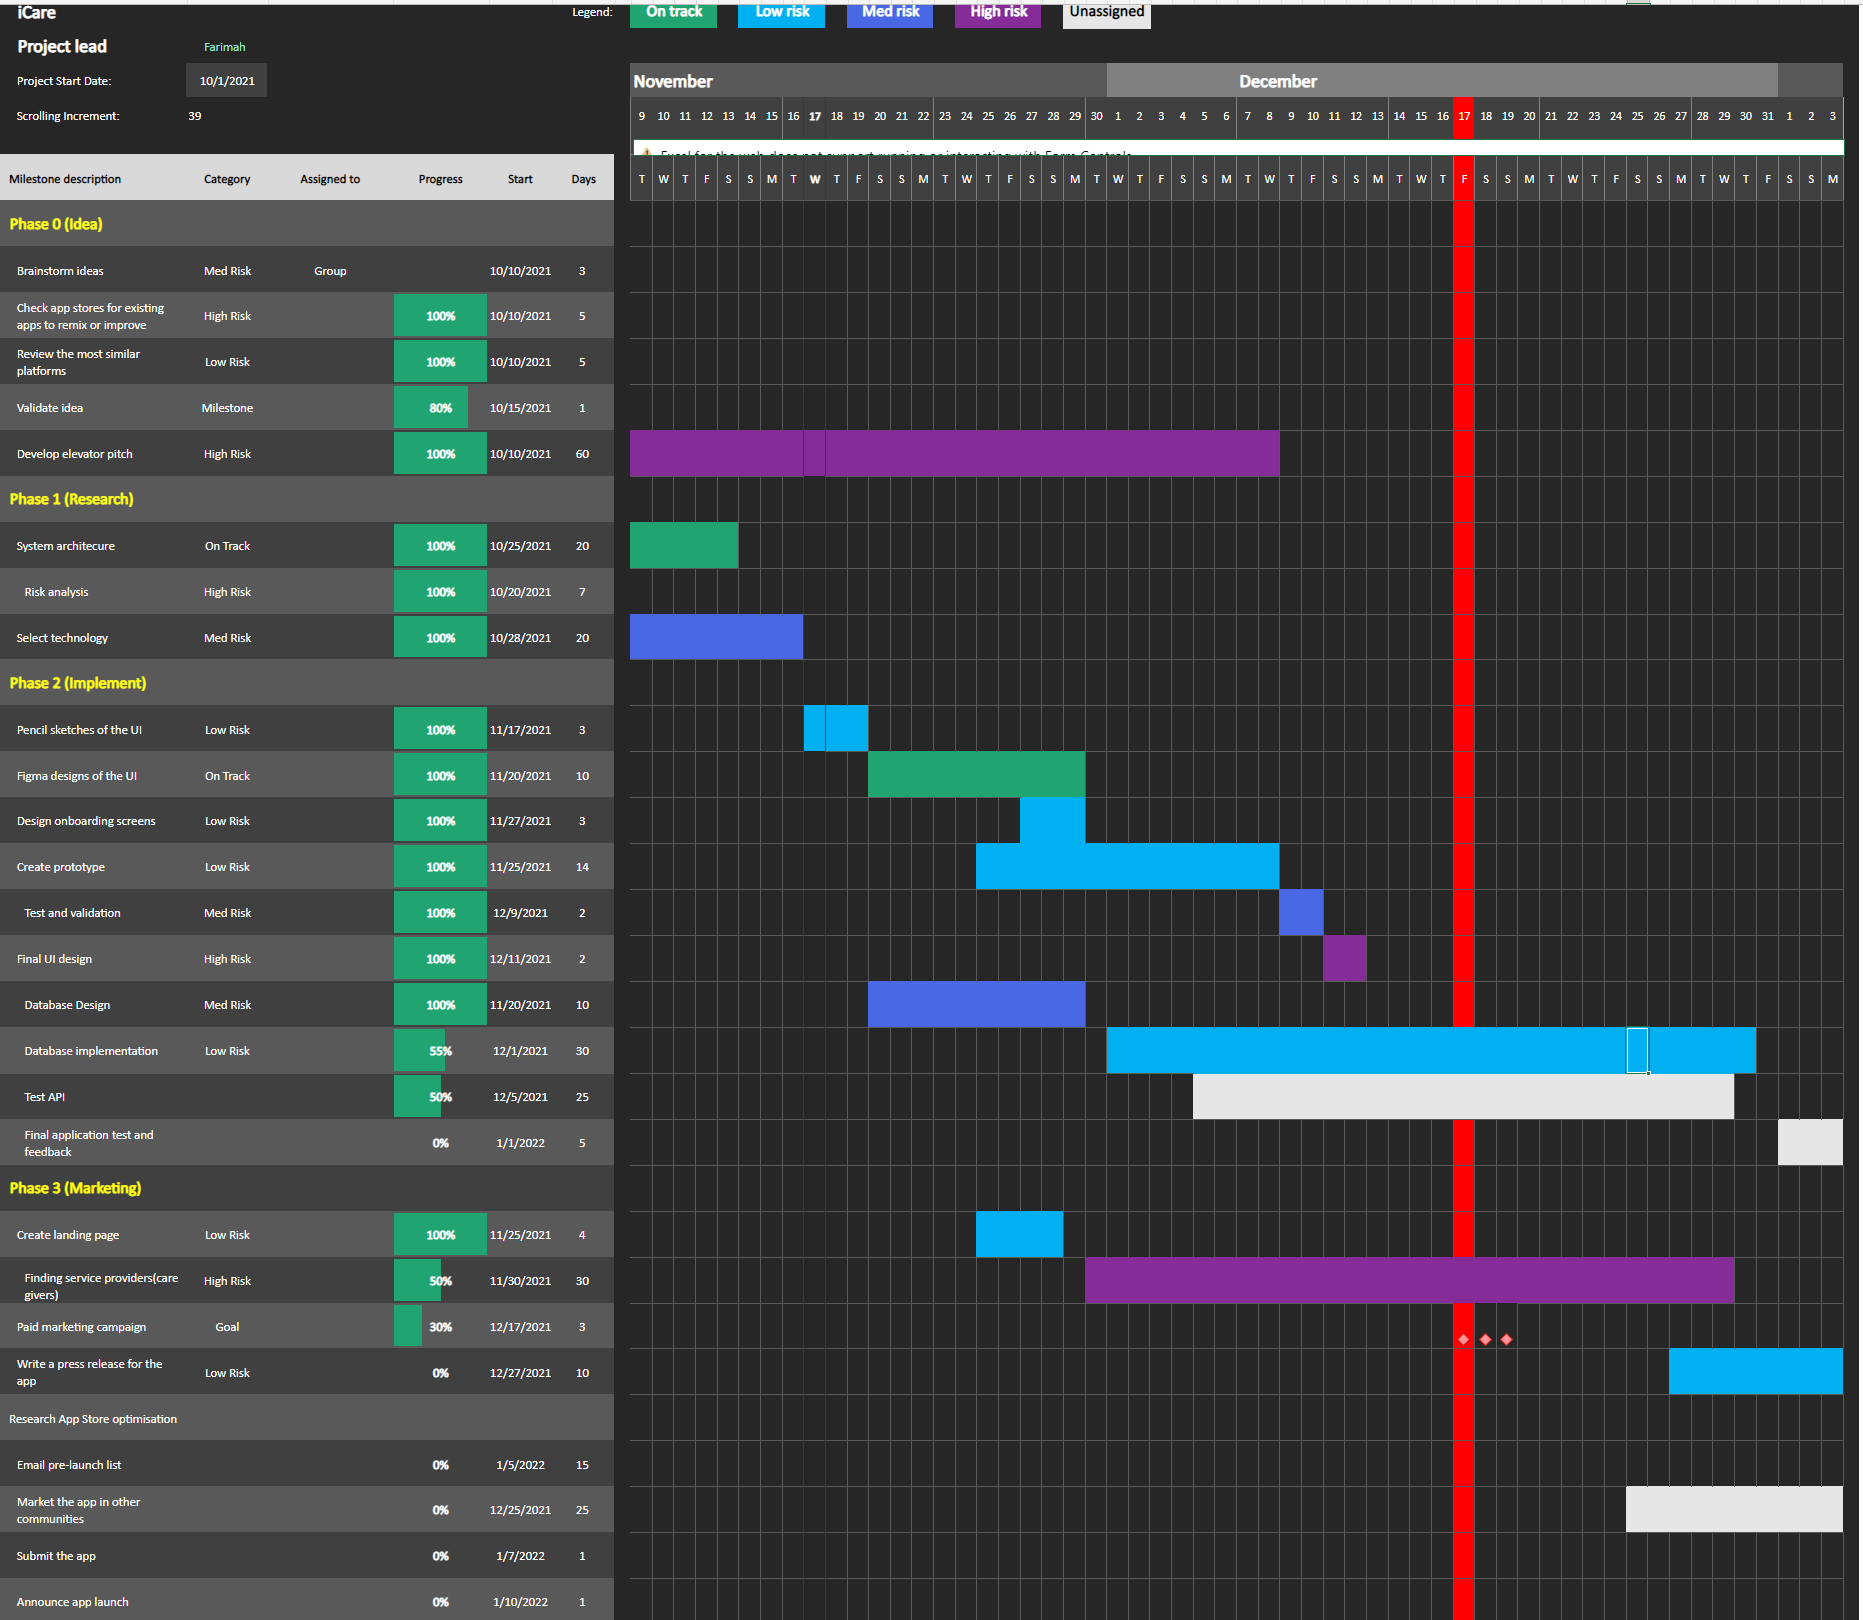 iCare
Legend: On track Low risk Med risk High risk Unassigned
Project lead Farimah
Project Start Date: 10/1/2021
November December
Scrolling Increment: 39
9 10 11 12 13 14 15 16 17 18 19 20 21 22 23 24 25 26 27 28 29 30 1 2 3 4 5 6 7 8 9 10 11 12 13 14 15 16 17 18 19 20 21 22 23 24 25 26 27 28 29 30 31 1 2 3
Excel for the web does not support running or interacting with Form Controls
Milestone description Category Assigned to Progress Start Days
T W T F S S M T W T F S S M T W T F S S M T W T F S S M T W T F S S M T W T F S S M T W T F S S M T W T F S S M
Phase 0 (Idea)
Brainstorm ideas Med Risk Group 10/10/2021 3
Check app stores for existing
apps to remix or improve High Risk 100% 10/10/2021 5
Review the most similar
platforms Low Risk 100% 10/10/2021 5
Validate idea Milestone 80% 10/15/2021 1
Develop elevator pitch High Risk 100% 10/10/2021 60
Phase 1 (Research)
System architecure On Track 100% 10/25/2021 20
Risk analysis High Risk 100% 10/20/2021 7
Select technology Med Risk 100% 10/28/2021 20
Phase 2 (Implement)
Pencil sketches of the UI Low Risk 100% 11/17/2021 3
Figma designs of the UI On Track 100% 11/20/2021 10
Design onboarding screens Low Risk 100% 11/27/2021 3
Create prototype Low Risk 100% 11/25/2021 14
Test and validation Med Risk 100% 12/9/2021 2
Final UI design High Risk 100% 12/11/2021 2
Database Design Med Risk 100% 11/20/2021 10
Database implementation Low Risk 55% 12/1/2021 30
Test API 50% 12/5/2021 25
Final application test and
feedback 0% 1/1/2022 5
Phase 3 (Marketing)
Create landing page Low Risk 100% 11/25/2021 4
Finding service providers(care
givers) High Risk 50% 11/30/2021 30
Paid marketing campaign Goal 30% 12/17/2021 3
Write a press release for the
app Low Risk 0% 12/27/2021 10
Research App Store optimisation
Email pre-launch list 0% 1/5/2022 15
Market the app in other
communities 0% 12/25/2021 25
Submit the app 0% 1/7/2022 1
Announce app launch 0% 1/10/2022 1